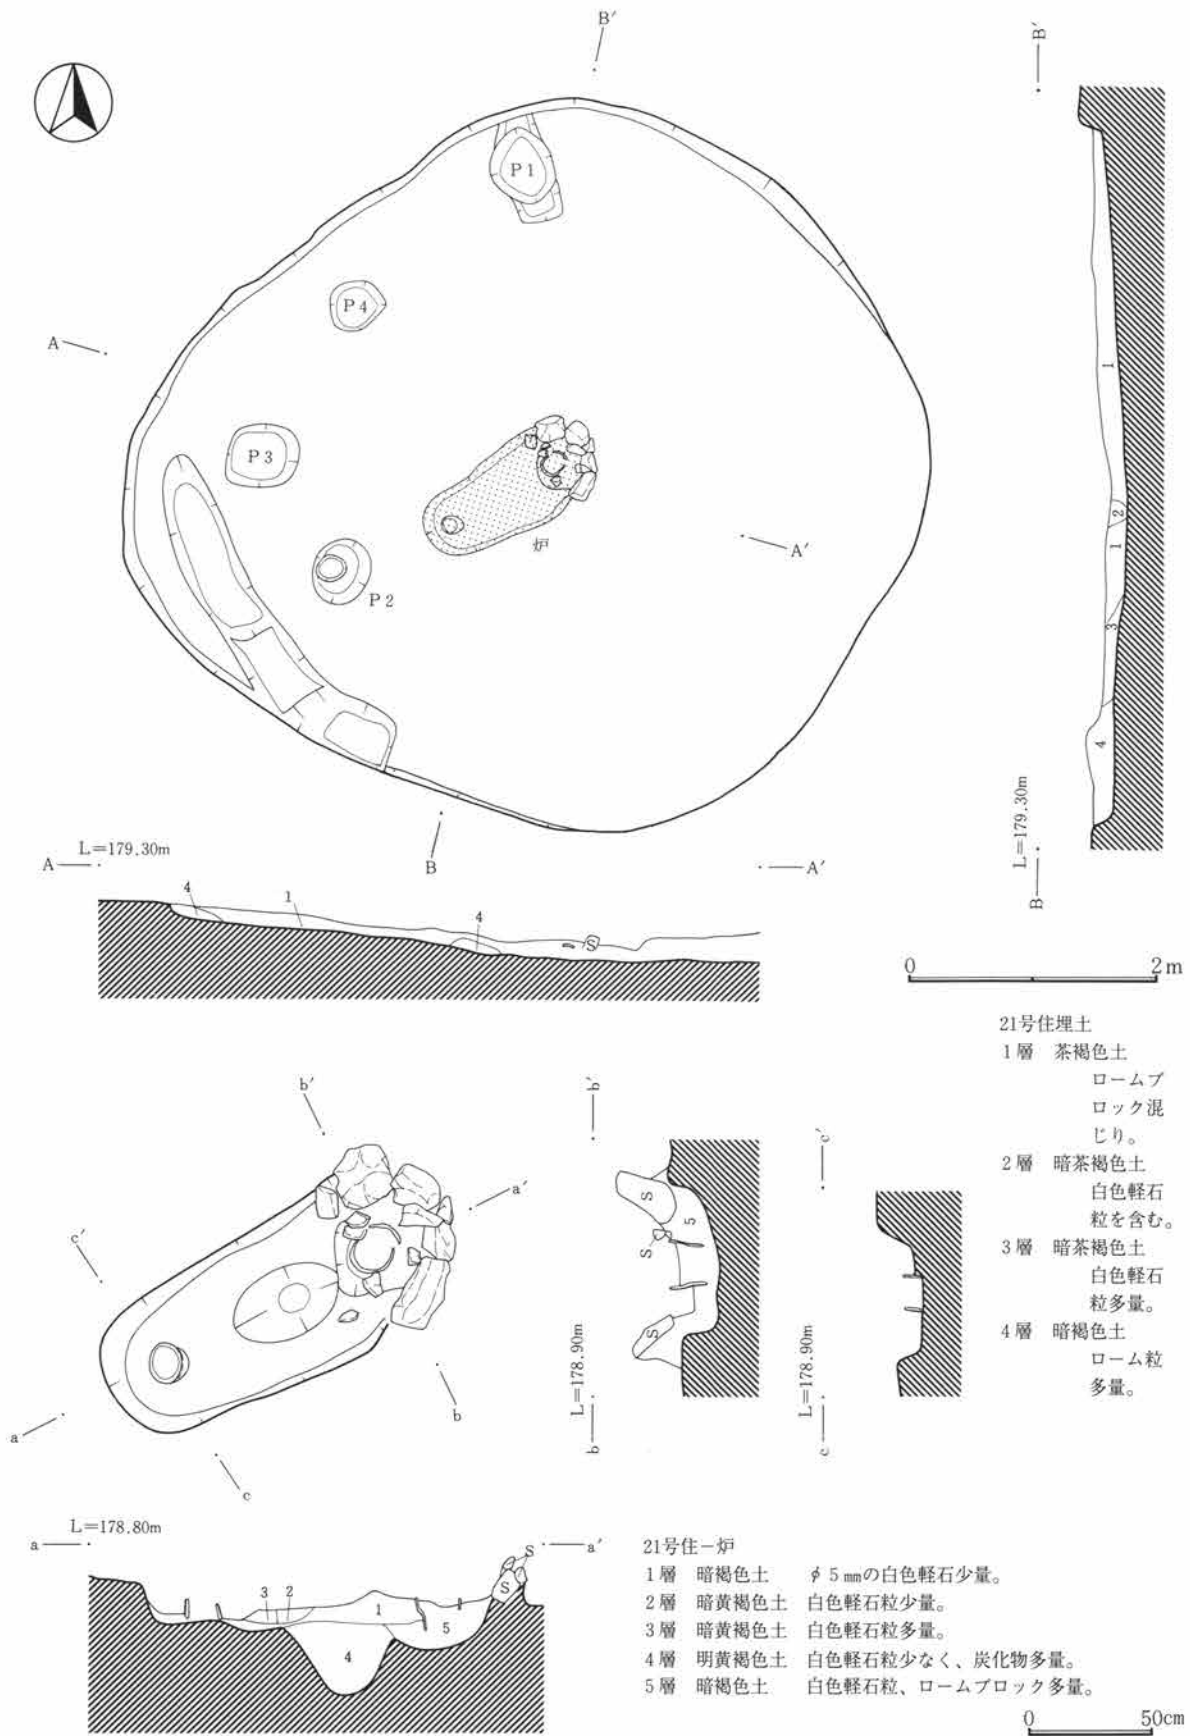 B′
B′
P 1
P 4
A
P 3
炉
A′
P 2
1
2
1
3
4
L=179.30m
B
L=179.30m
A
B
A′
4
1
4
S
0
2m
21号住埋土
1層 茶褐色土
ロームブ
ロック混
じり。
2層 暗茶褐色土
白色軽石
粒を含む。
3層 暗茶褐色土
白色軽石
粒多量。
4層 暗褐色土
ローム粒
多量。
b′
a′
c′
a
b
c
b′
S
5
S
S
L=178.90m
b
c′
L=178.90m
c
L=178.80m
a
a′
S
S
3
2
1
5
4
21号住－炉
1層 暗褐色土 φ5㎜の白色軽石少量。
2層 暗黄褐色土 白色軽石粒少量。
3層 暗黄褐色土 白色軽石粒多量。
4層 明黄褐色土 白色軽石粒少なく、炭化物多量。
5層 暗褐色土 白色軽石粒、ロームブロック多量。
0
50cm